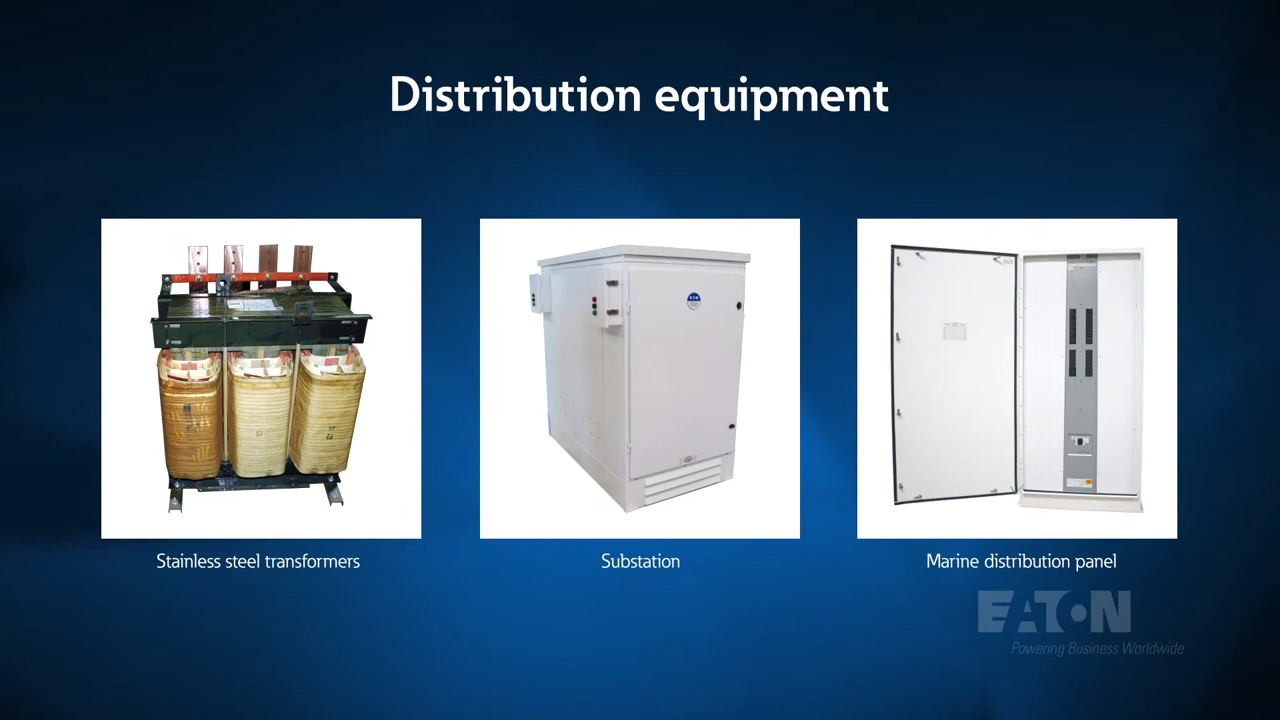 Distribution equipment
Stainless steel transformers
Substation
Marine distribution panel
EATON
Powering Business Worldwide